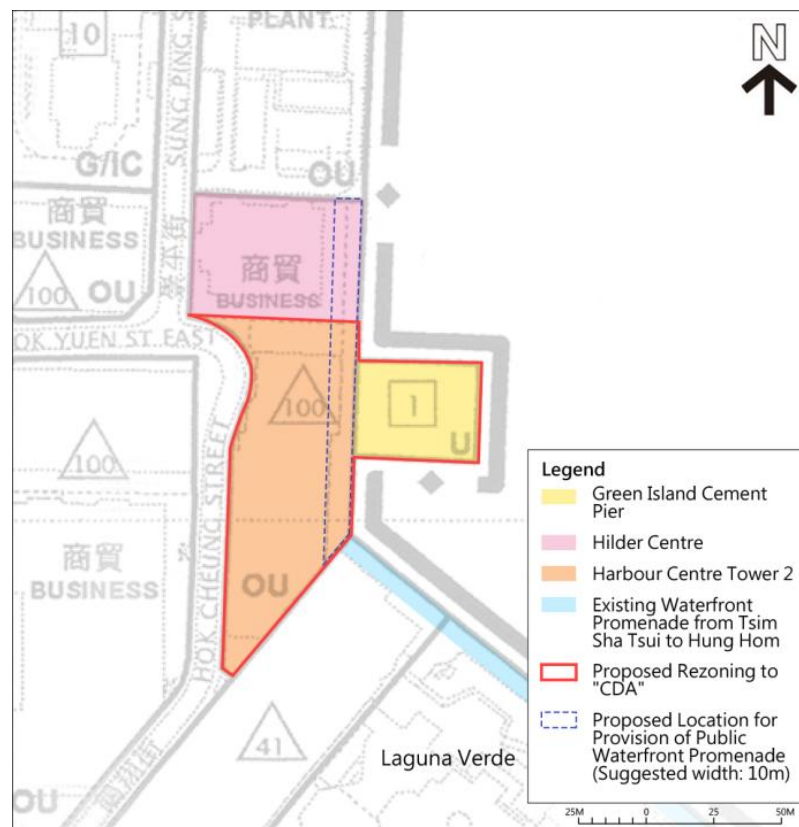 PLANT
10
SUNG PING S
N
G/IC
OU
商貿
BUSINESS
100
OU
商貿
BUSINESS
OK YUEN ST. EAST
100
1
U
100
HOK CHEUNG STREET
商貿
BUSINESS
OU
41
Laguna Verde
鶴翔街
OU
Legend
Green Island Cement
Pier
Hilder Centre
Harbour Centre Tower 2
Existing Waterfront
Promenade from Tsim
Sha Tsui to Hung Hom
Proposed Rezoning to
"CDA"
Proposed Location for
Provision of Public
Waterfront Promenade
(Suggested width: 10m)
25M 0 25 50M